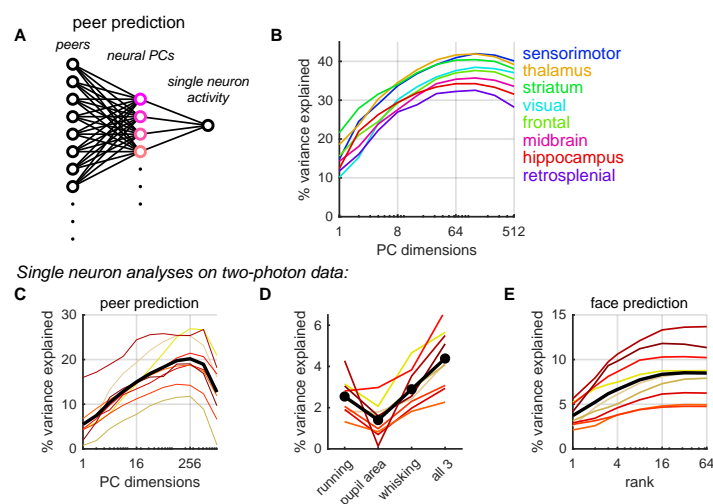 peer prediction
A
peers
neural PCs
single neuron
activity
B
% variance explained
40
30
20
10
0
1
8
64
512
PC dimensions
sensorimotor
thalamus
striatum
visual
frontal
midbrain
hippocampus
retrosplenial
Single neuron analyses on two-photon data:
C
peer prediction
% variance explained
30
20
10
0
1
16
256
PC dimensions
D
% variance explained
6
4
2
0
running
pupil area
whisking
all 3
E
face prediction
% variance explained
15
10
5
0
1
4
16
64
rank